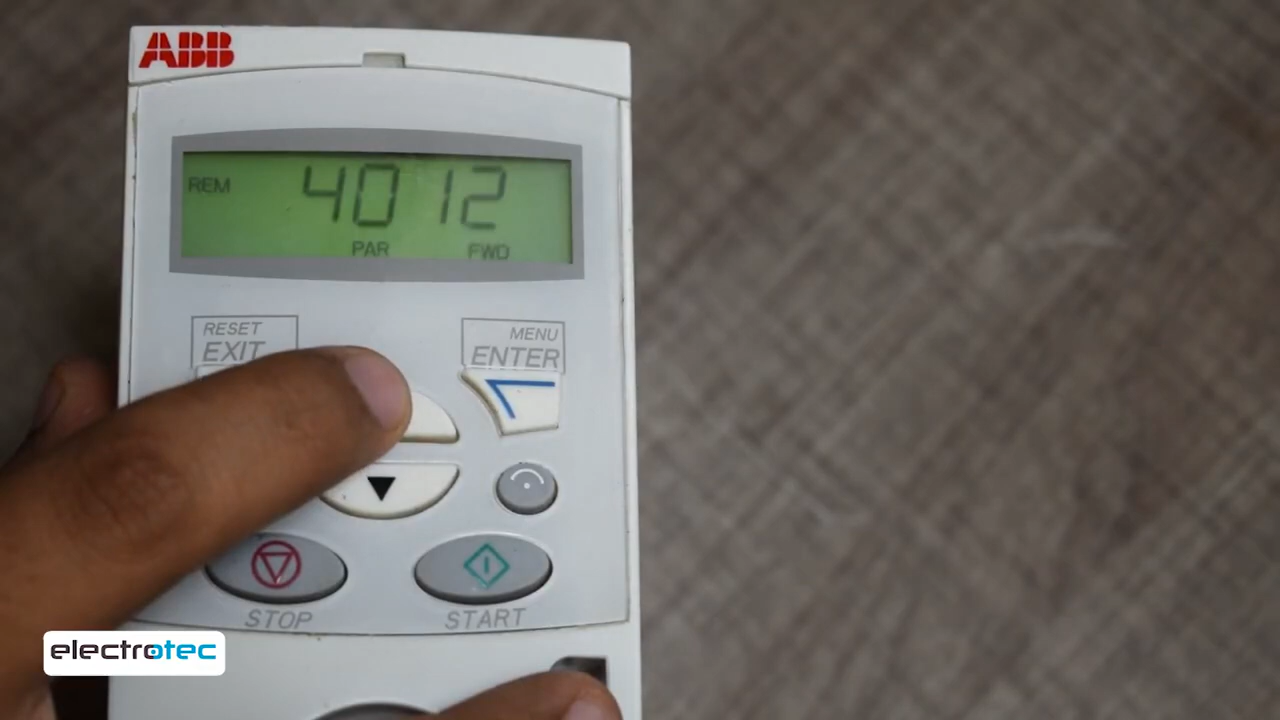 ABB
REM 4012
PAR FWD
RESET
EXIT
MENU
ENTER
STOP
START
electrotec